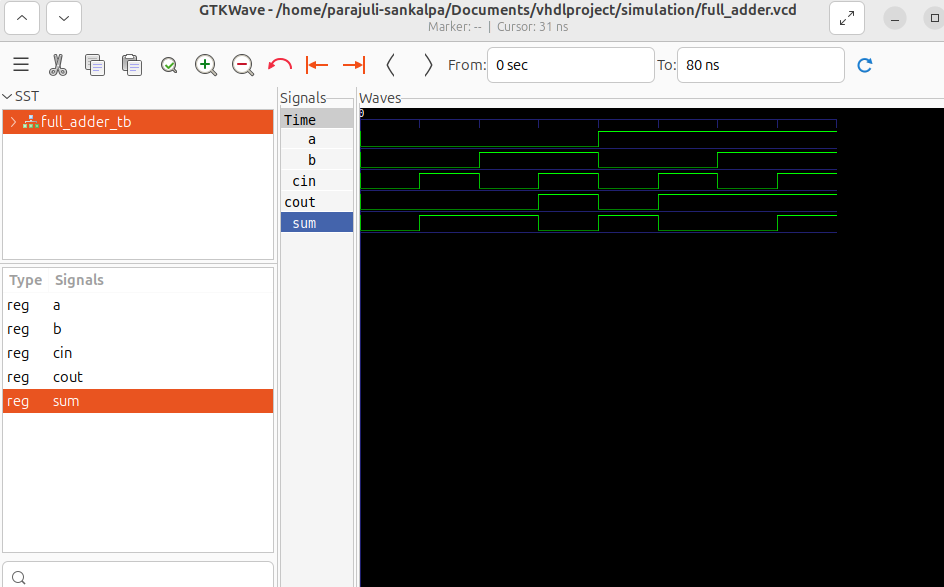 GTKWave - /home/parajuli-sankalpa/Documents/vhdlproject/simulation/full_adder.vcd
Marker: -- | Cursor: 31 ns
From: 0 sec To: 80 ns
SST
full_adder_tb
Type Signals
reg a
reg b
reg cin
reg cout
reg sum
Signals
Time
a
b
cin
cout
sum
Waves
0